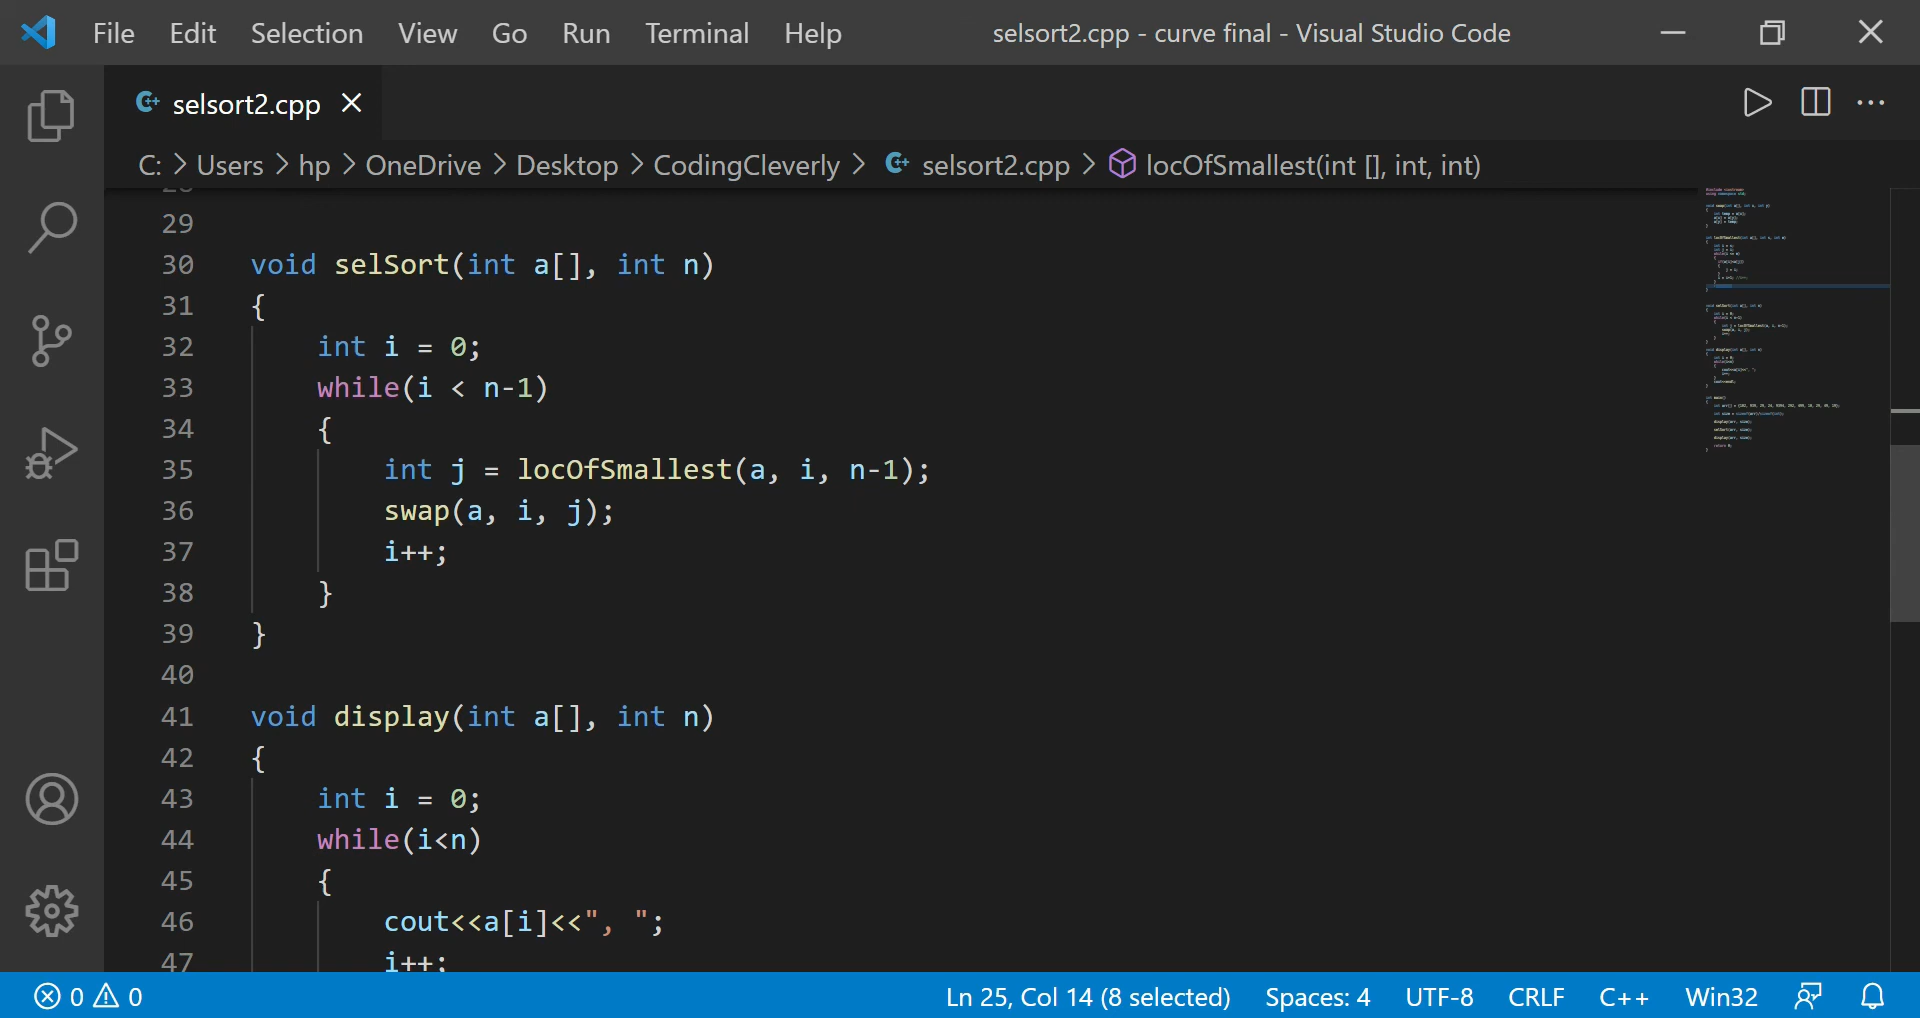 File Edit Selection View Go Run Terminal Help selsort2.cpp - curve final - Visual Studio Code
selsort2.cpp
C: > Users > hp > OneDrive > Desktop > CodingCleverly > selsort2.cpp > locOfSmallest(int [], int, int)
29
30 void selSort(int a[], int n)
31 {
32     int i = 0;
33     while(i < n-1)
34     {
35         int j = locOfSmallest(a, i, n-1);
36         swap(a, i, j);
37         i++;
38     }
39 }
40
41 void display(int a[], int n)
42 {
43     int i = 0;
44     while(i<n)
45     {
46         cout<<a[i]<<", ";
47         i++;
0 0 Ln 25, Col 14 (8 selected) Spaces: 4 UTF-8 CRLF C++ Win32